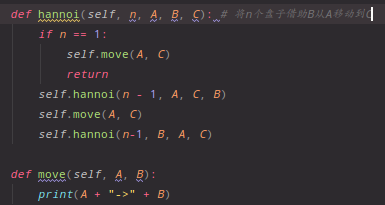 def hannoi(self, n, A, B, C): # 将n个盘子借助B从A移动到C
if n == 1:
self.move(A, C)
return
self.hannoi(n - 1, A, C, B)
self.move(A, C)
self.hannoi(n-1, B, A, C)
def move(self, A, B):
print(A + "->" + B)